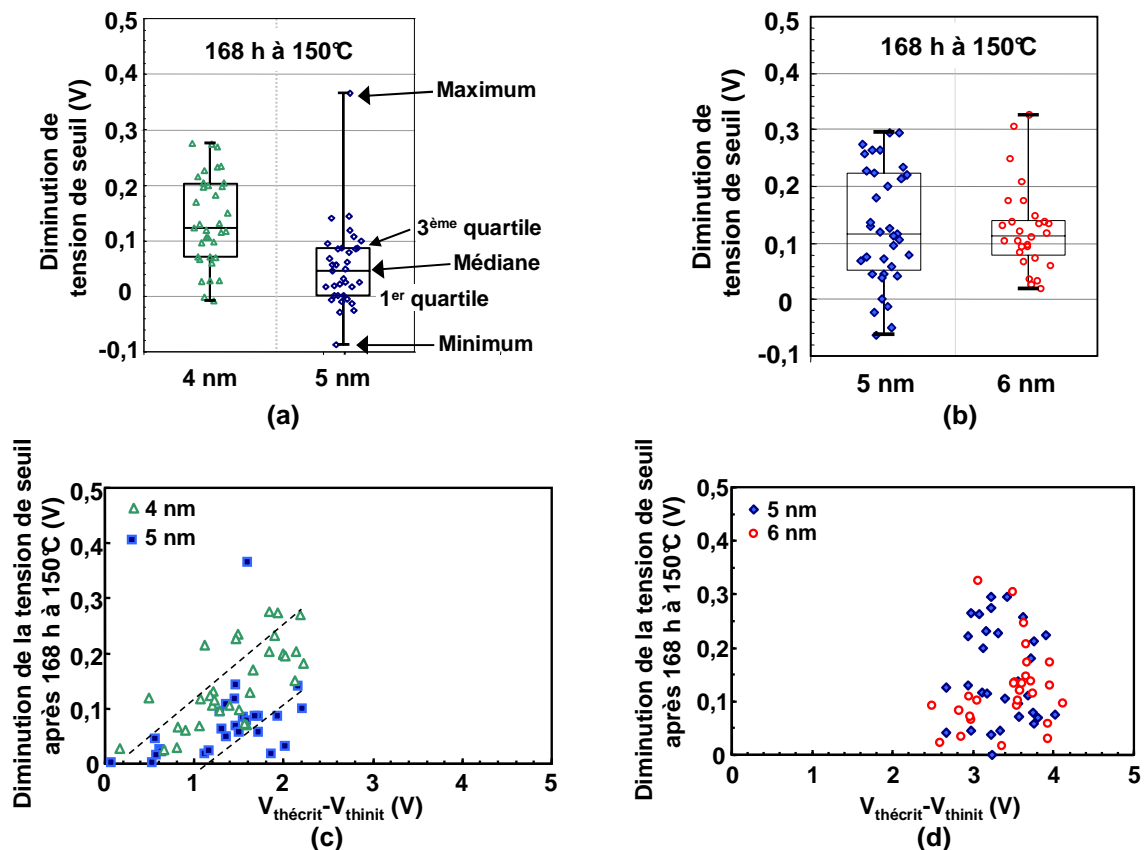 168 h à 150°C
Diminution de
tension de seuil (V)
0,5
0,4
0,3
0,2
0,1
0
-0,1
Maximum
3ème quartile
Médiane
1er quartile
Minimum
4 nm
5 nm
(a)
168 h à 150°C
Diminution de
tension de seuil (V)
0,5
0,4
0,3
0,2
0,1
0
-0,1
5 nm
6 nm
(b)
Diminution de la tension de seuil
après 168 h à 150°C (V)
0,5
0,4
0,3
0,2
0,1
0
4 nm
5 nm
0 1 2 3 4 5
Vthécrit-Vthinit (V)
(c)
Diminution de la tension de seuil
après 168 h à 150°C (V)
0,5
0,4
0,3
0,2
0,1
0
5 nm
6 nm
0 1 2 3 4 5
Vthécrit-Vthinit (V)
(d)